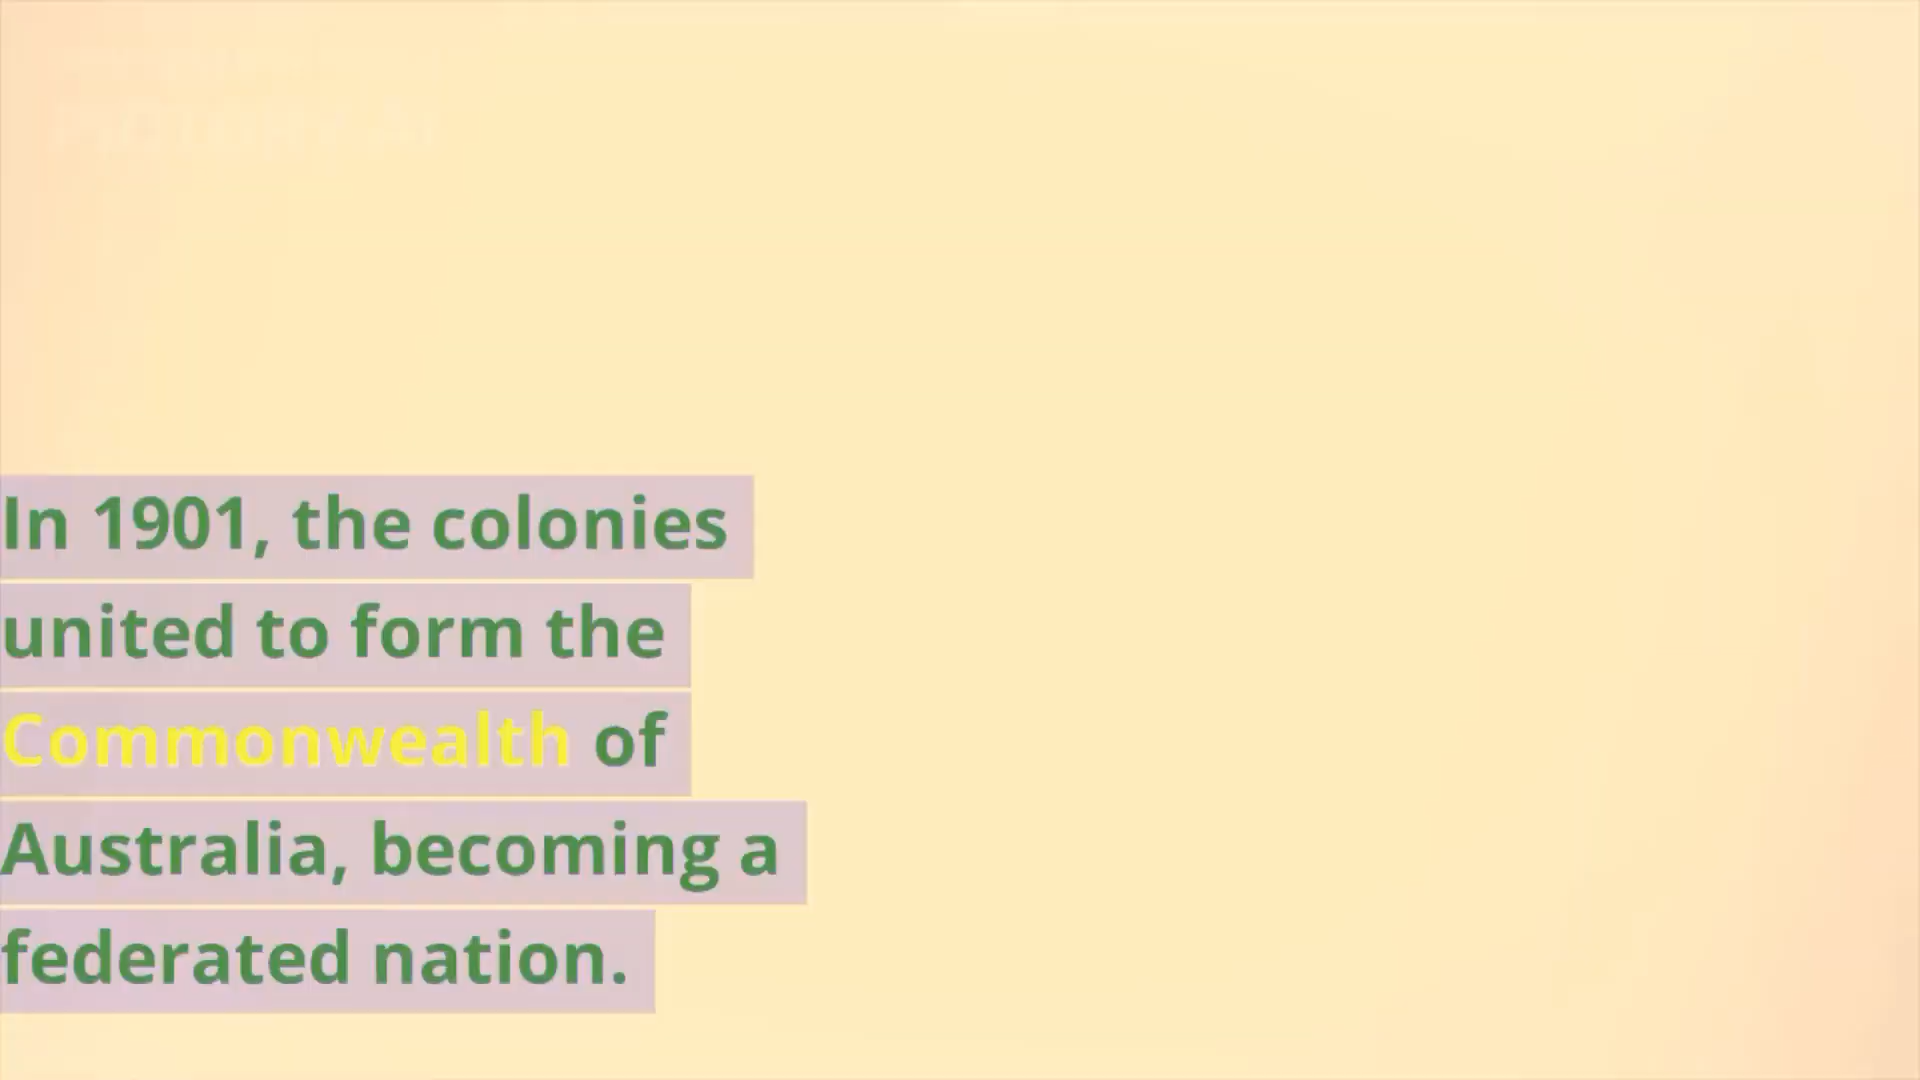 In 1901, the colonies
united to form the
Commonwealth of
Australia, becoming a
federated nation.